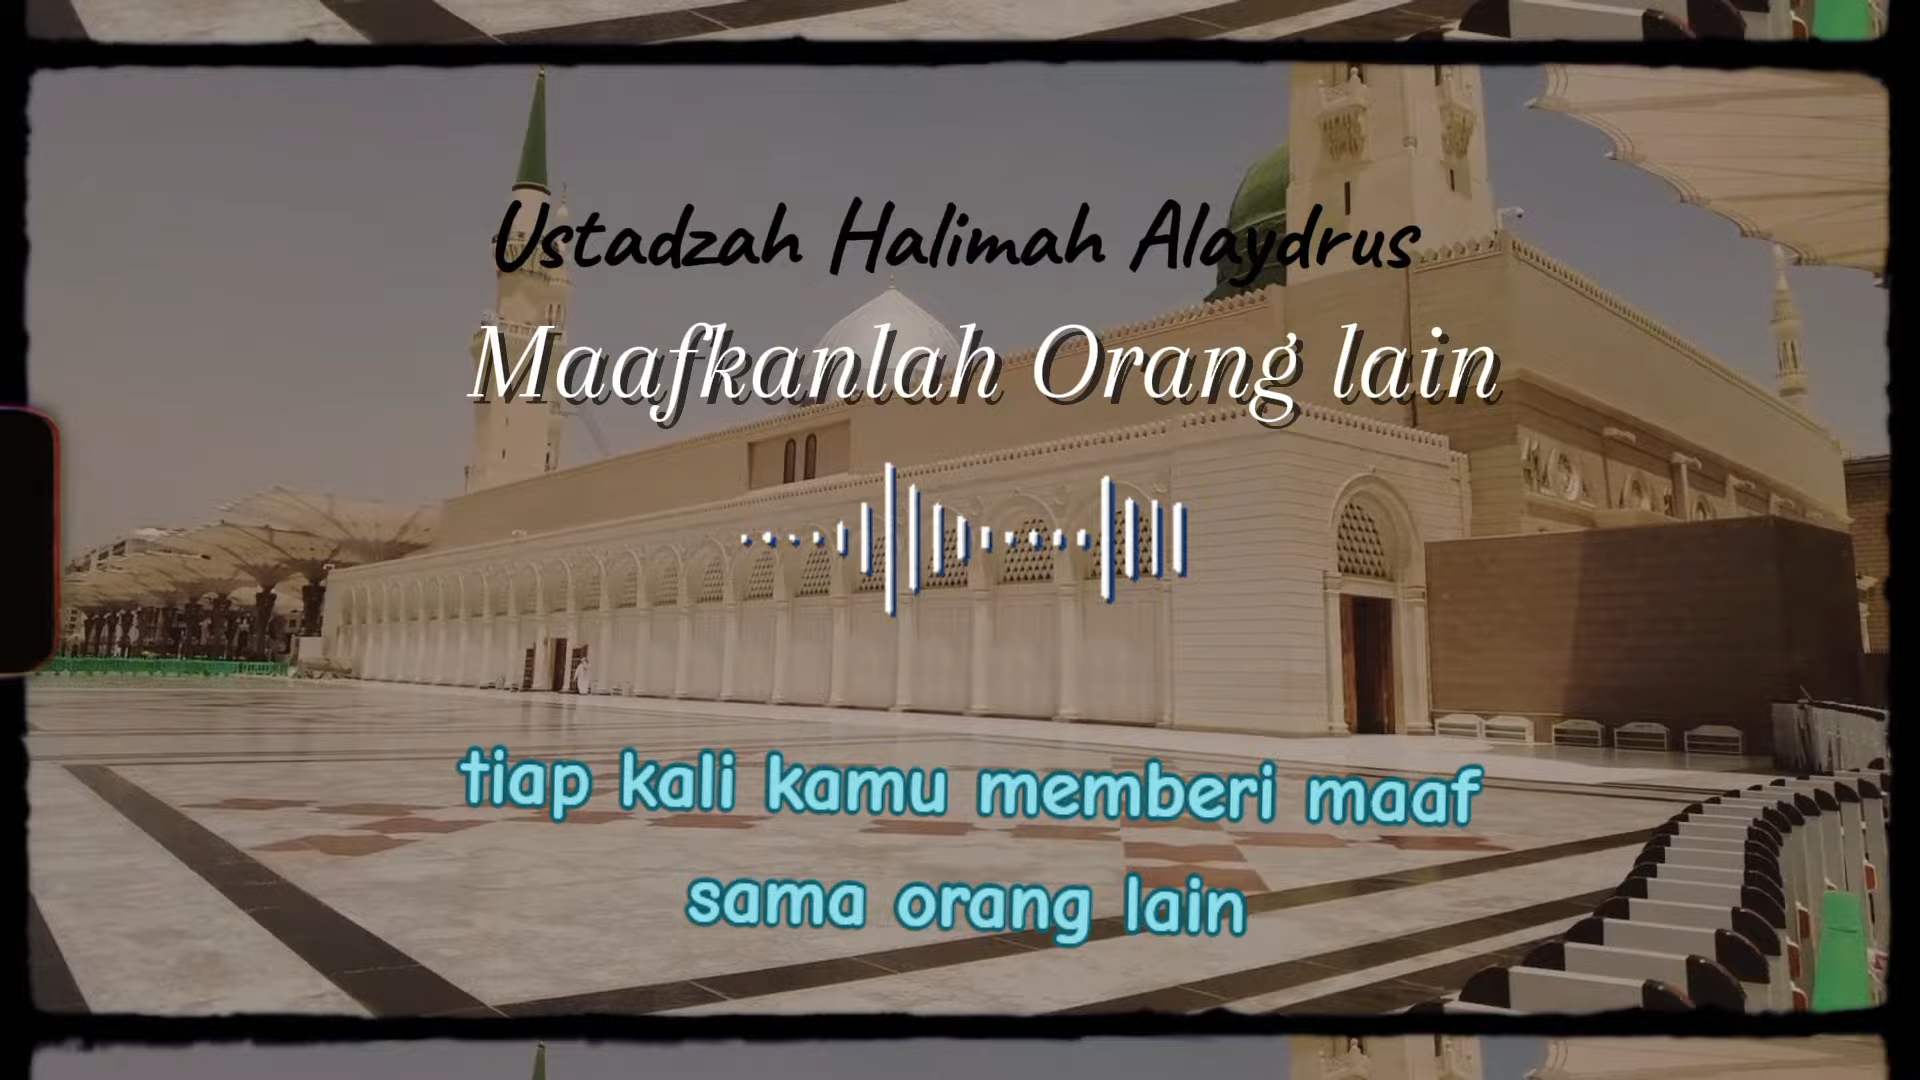 Ustadzah Halimah Alaydrus
Maafkanlah Orang lain
tiap kali kamu memberi maaf
sama orang lain